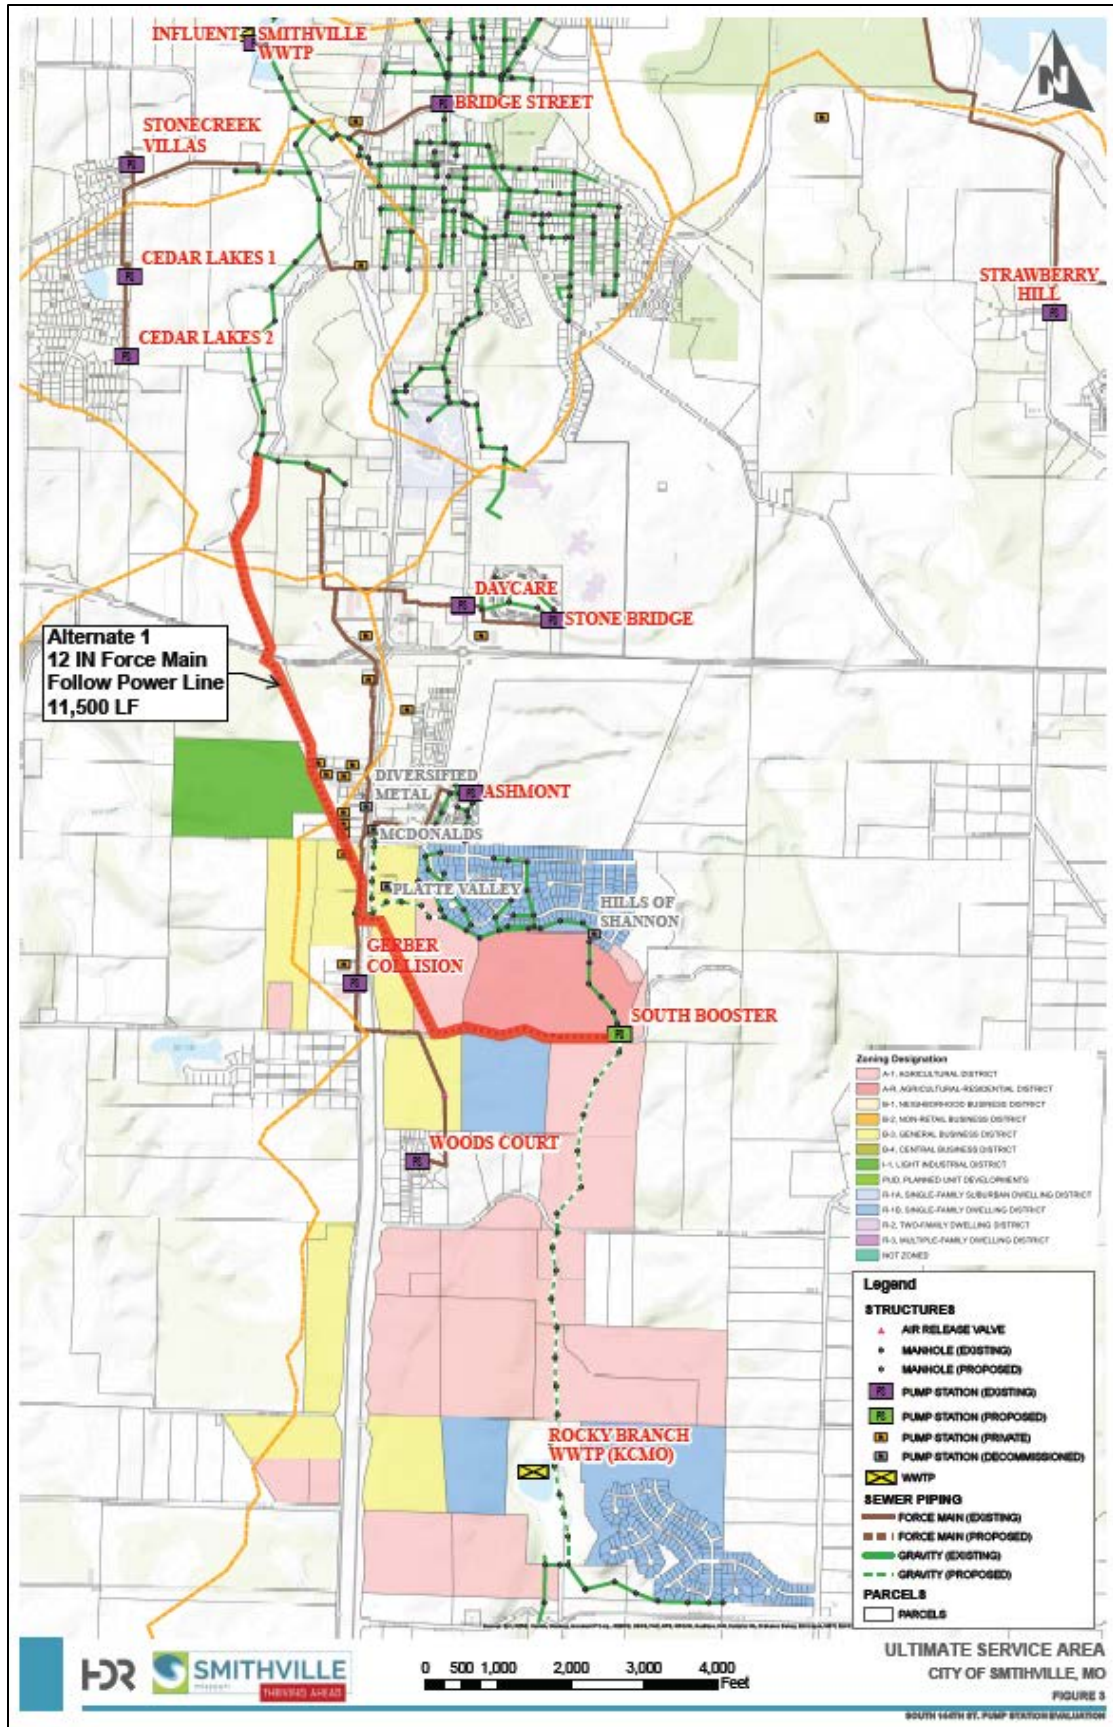 INFLUENT
SMITHVILLE
WWTP
BRIDGE STREET
STONECREEK
VILLAS
CEDAR LAKES 1
CEDAR LAKES 2
STRAWBERRY
HILL
N
DAYCARE
STONE BRIDGE
Alternate 1
12 IN Force Main
Follow Power Line
11,500 LF
DIVERSIFIED
METAL
ASHMONT
MCDONALDS
PLATTE VALLEY
HILLS OF
SHANNON
GERBER
COLLISION
SOUTH BOOSTER
WOODS COURT
ROCKY BRANCH
WWTP (KCMO)
Zoning Designation
A-1, AGRICULTURAL DISTRICT
A-R, AGRICULTURAL-RESIDENTIAL DISTRICT
B-1, NEIGHBORHOOD BUSINESS DISTRICT
B-2, NON-RETAIL BUSINESS DISTRICT
B-3, GENERAL BUSINESS DISTRICT
B-4, CENTRAL BUSINESS DISTRICT
I-1, LIGHT INDUSTRIAL DISTRICT
PUD, PLANNED UNIT DEVELOPMENTS
R-1A, SINGLE-FAMILY SUBURBAN DWELLING DISTRICT
R-1B, SINGLE-FAMILY DWELLING DISTRICT
R-2, TWO-FAMILY DWELLING DISTRICT
R-3, MULTIPLE-FAMILY DWELLING DISTRICT
NOT ZONED
Legend
STRUCTURES
AIR RELEASE VALVE
MANHOLE (EXISTING)
MANHOLE (PROPOSED)
PS PUMP STATION (EXISTING)
PS PUMP STATION (PROPOSED)
PUMP STATION (PRIVATE)
PUMP STATION (DECOMMISSIONED)
WWTP
SEWER PIPING
FORCE MAIN (EXISTING)
FORCE MAIN (PROPOSED)
GRAVITY (EXISTING)
GRAVITY (PROPOSED)
PARCELS
PARCELS
HDR
SMITHVILLE
missouri
THRIVING AHEAD
0 500 1,000 2,000 3,000 4,000
Feet
ULTIMATE SERVICE AREA
CITY OF SMTIHVILLE, MO
FIGURE 3
SOUTH 144TH ST. PUMP STATION EVALUATION